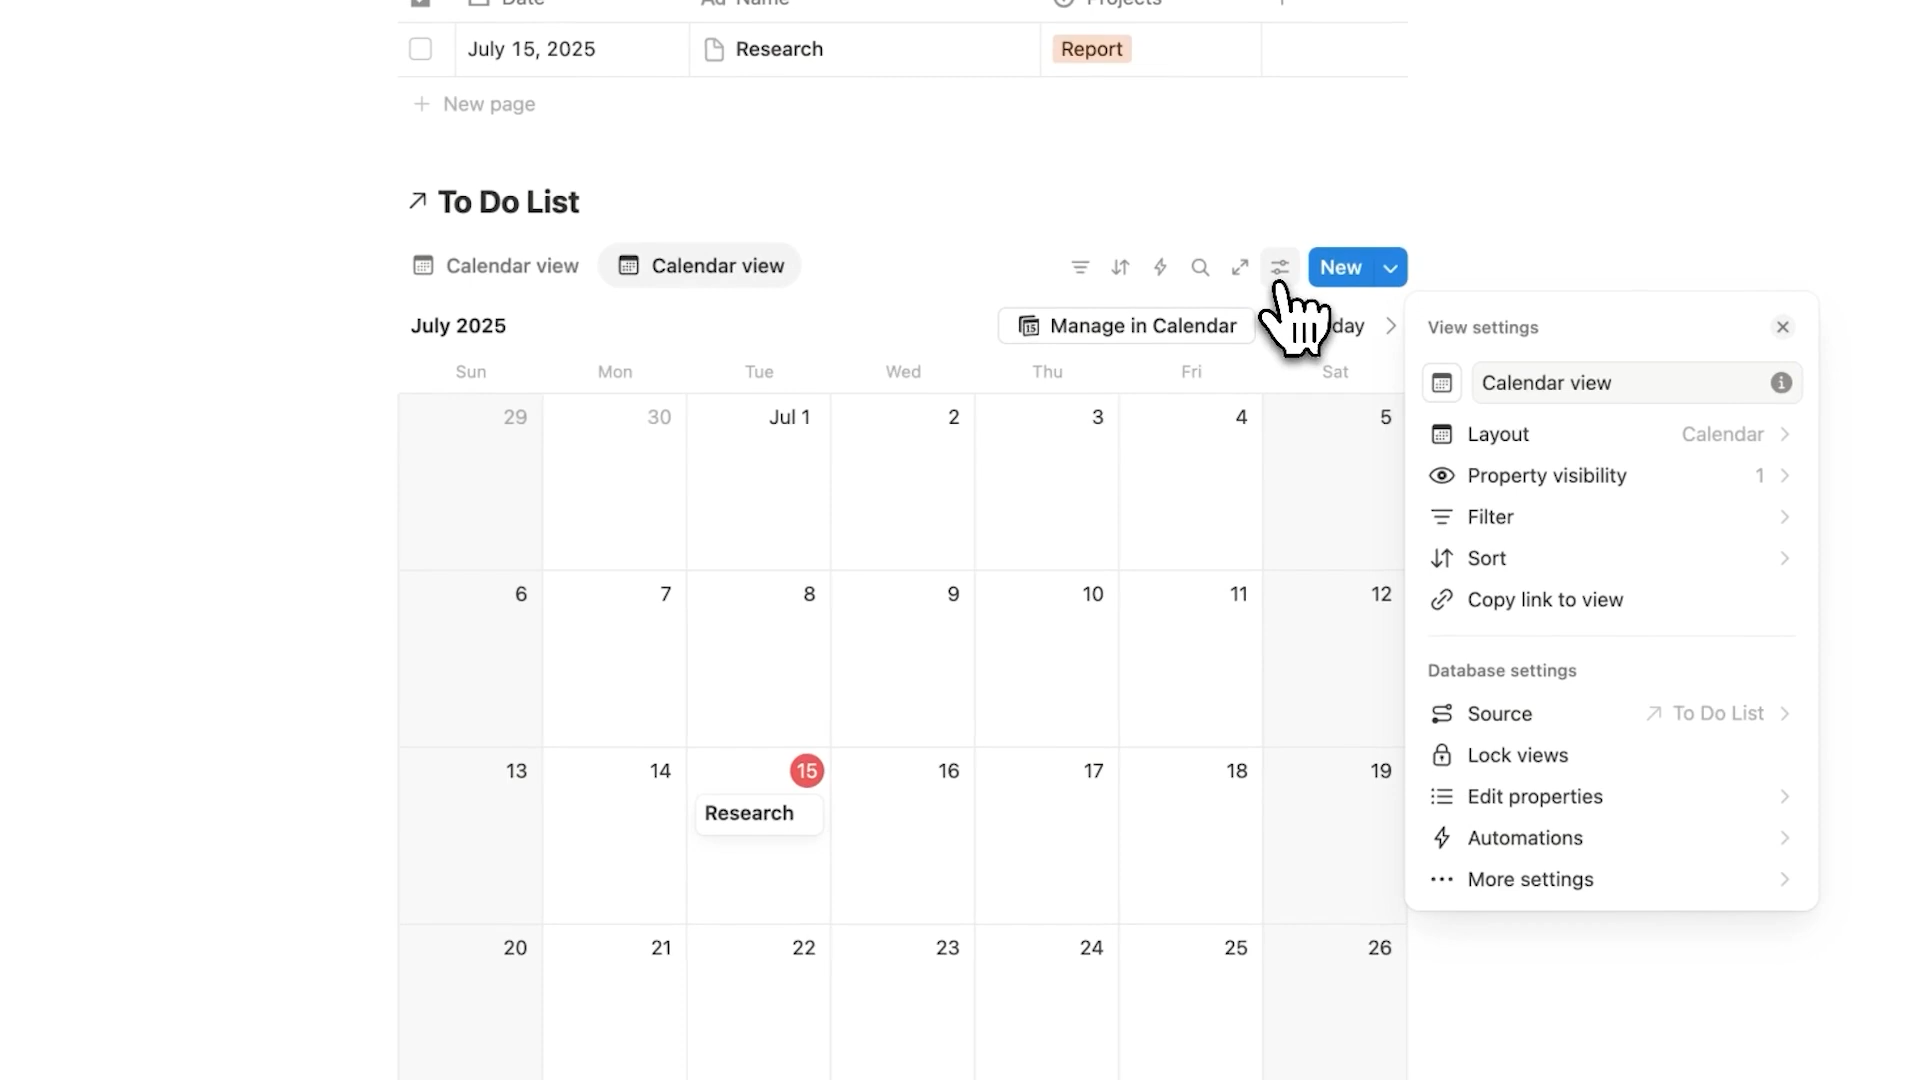 Date Name Projects
July 15, 2025 Research Report
New page
To Do List
Calendar view Calendar view New
July 2025 Manage in Calendar day
Sun Mon Tue Wed Thu Fri Sat
29 30 Jul 1 2 3 4 5
6 7 8 9 10 11 12
13 14 15 16 17 18 19
Research
20 21 22 23 24 25 26
View settings
Calendar view
Layout Calendar
Property visibility 1
Filter
Sort
Copy link to view
Database settings
Source To Do List
Lock views
Edit properties
Automations
More settings